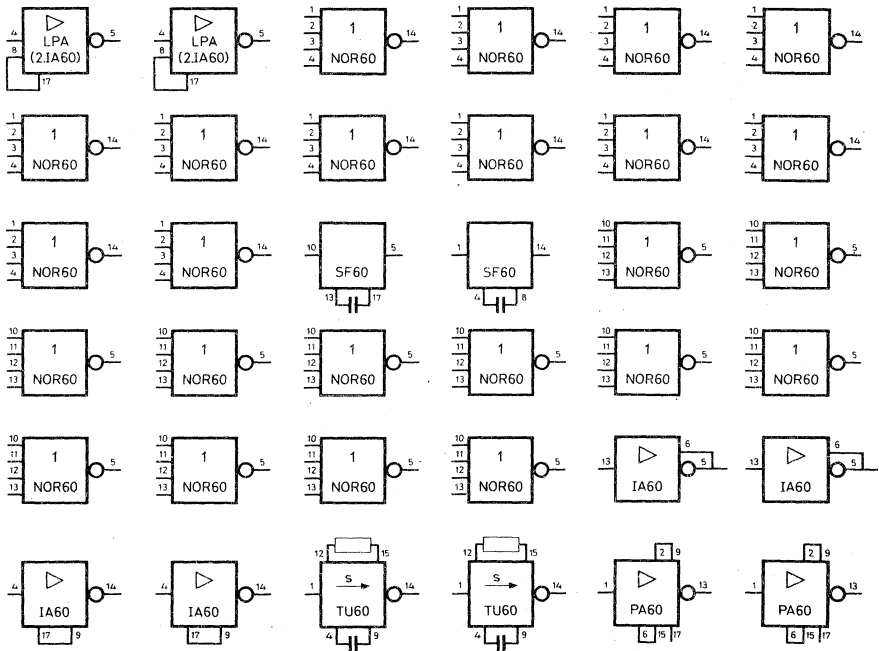 4 LPA (2.IA60) 5 8 17
4 LPA (2.IA60) 5 8 17
1 2 3 4 1 NOR60 14
1 2 3 4 1 NOR60 14
1 2 3 4 1 NOR60 14
1 2 3 4 1 NOR60 14
1 2 3 4 1 NOR60 14
1 2 3 4 1 NOR60 14
1 2 3 4 1 NOR60 14
1 2 3 4 1 NOR60 14
1 2 3 4 1 NOR60 14
1 2 3 4 1 NOR60 14
1 2 3 4 1 NOR60 14
1 2 3 4 1 NOR60 14
10 SF60 5 13 17
1 SF60 14 4 8
10 11 12 13 1 NOR60 5
10 11 12 13 1 NOR60 5
10 11 12 13 1 NOR60 5
10 11 12 13 1 NOR60 5
10 11 12 13 1 NOR60 5
10 11 12 13 1 NOR60 5
10 11 12 13 1 NOR60 5
10 11 12 13 1 NOR60 5
10 11 12 13 1 NOR60 5
10 11 12 13 1 NOR60 5
10 11 12 13 1 NOR60 5
10 11 12 13 1 NOR60 5
13 IA60 6 5
13 IA60 6 5
4 IA60 14 17 9
4 IA60 14 17 9
12 15 1 S TU60 14 4 9
12 15 1 S TU60 14 4 9
2 9 1 PA60 13 6 15 17
2 9 1 PA60 13 6 15 17